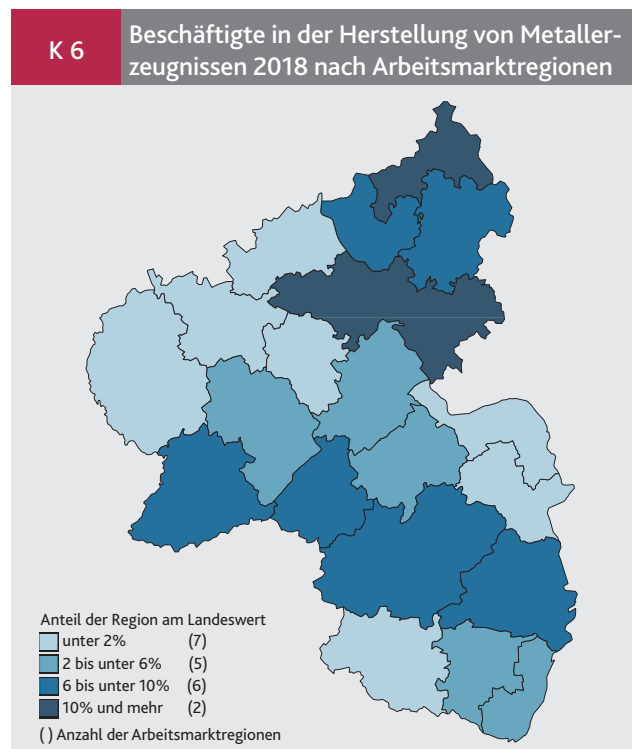 K 6
Beschäftigte in der Herstellung von Metaller-
zeugnissen 2018 nach Arbeitsmarktregionen
Anteil der Region am Landeswert
unter 2% (7)
2 bis unter 6% (5)
6 bis unter 10% (6)
10% und mehr (2)
( ) Anzahl der Arbeitsmarktregionen